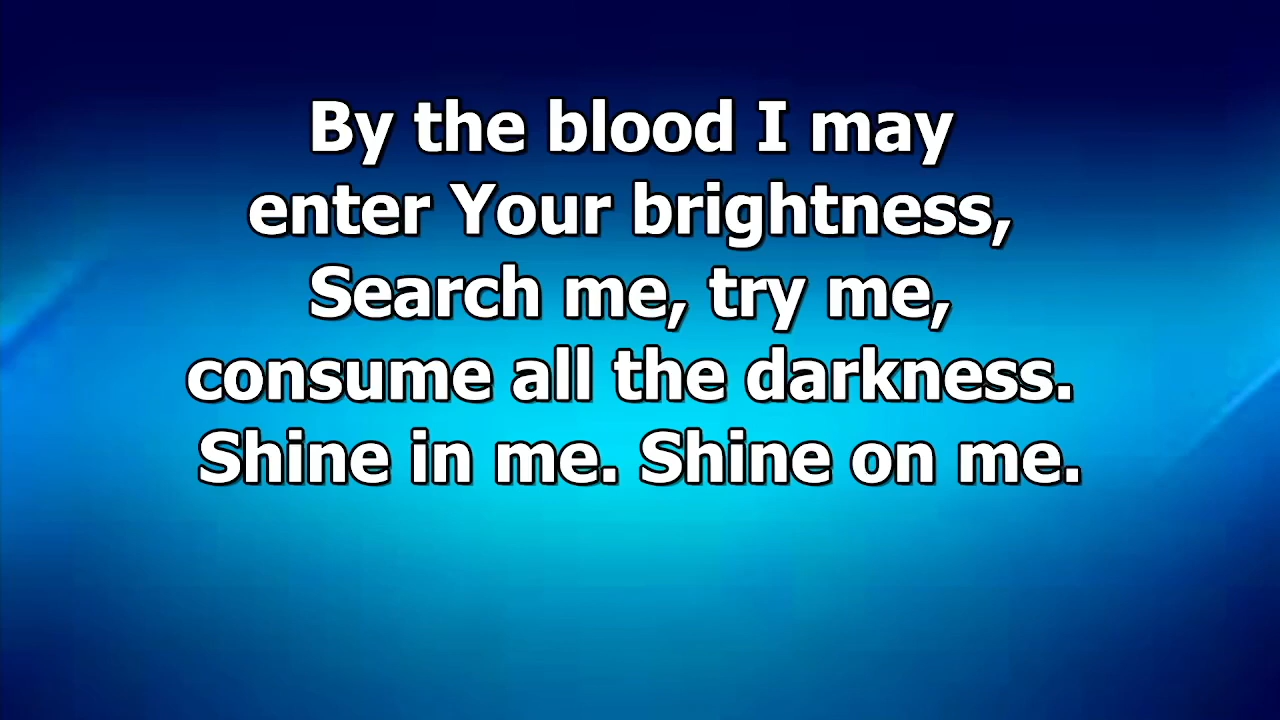 By the blood I may
enter Your brightness,
Search me, try me,
consume all the darkness.
Shine in me. Shine on me.